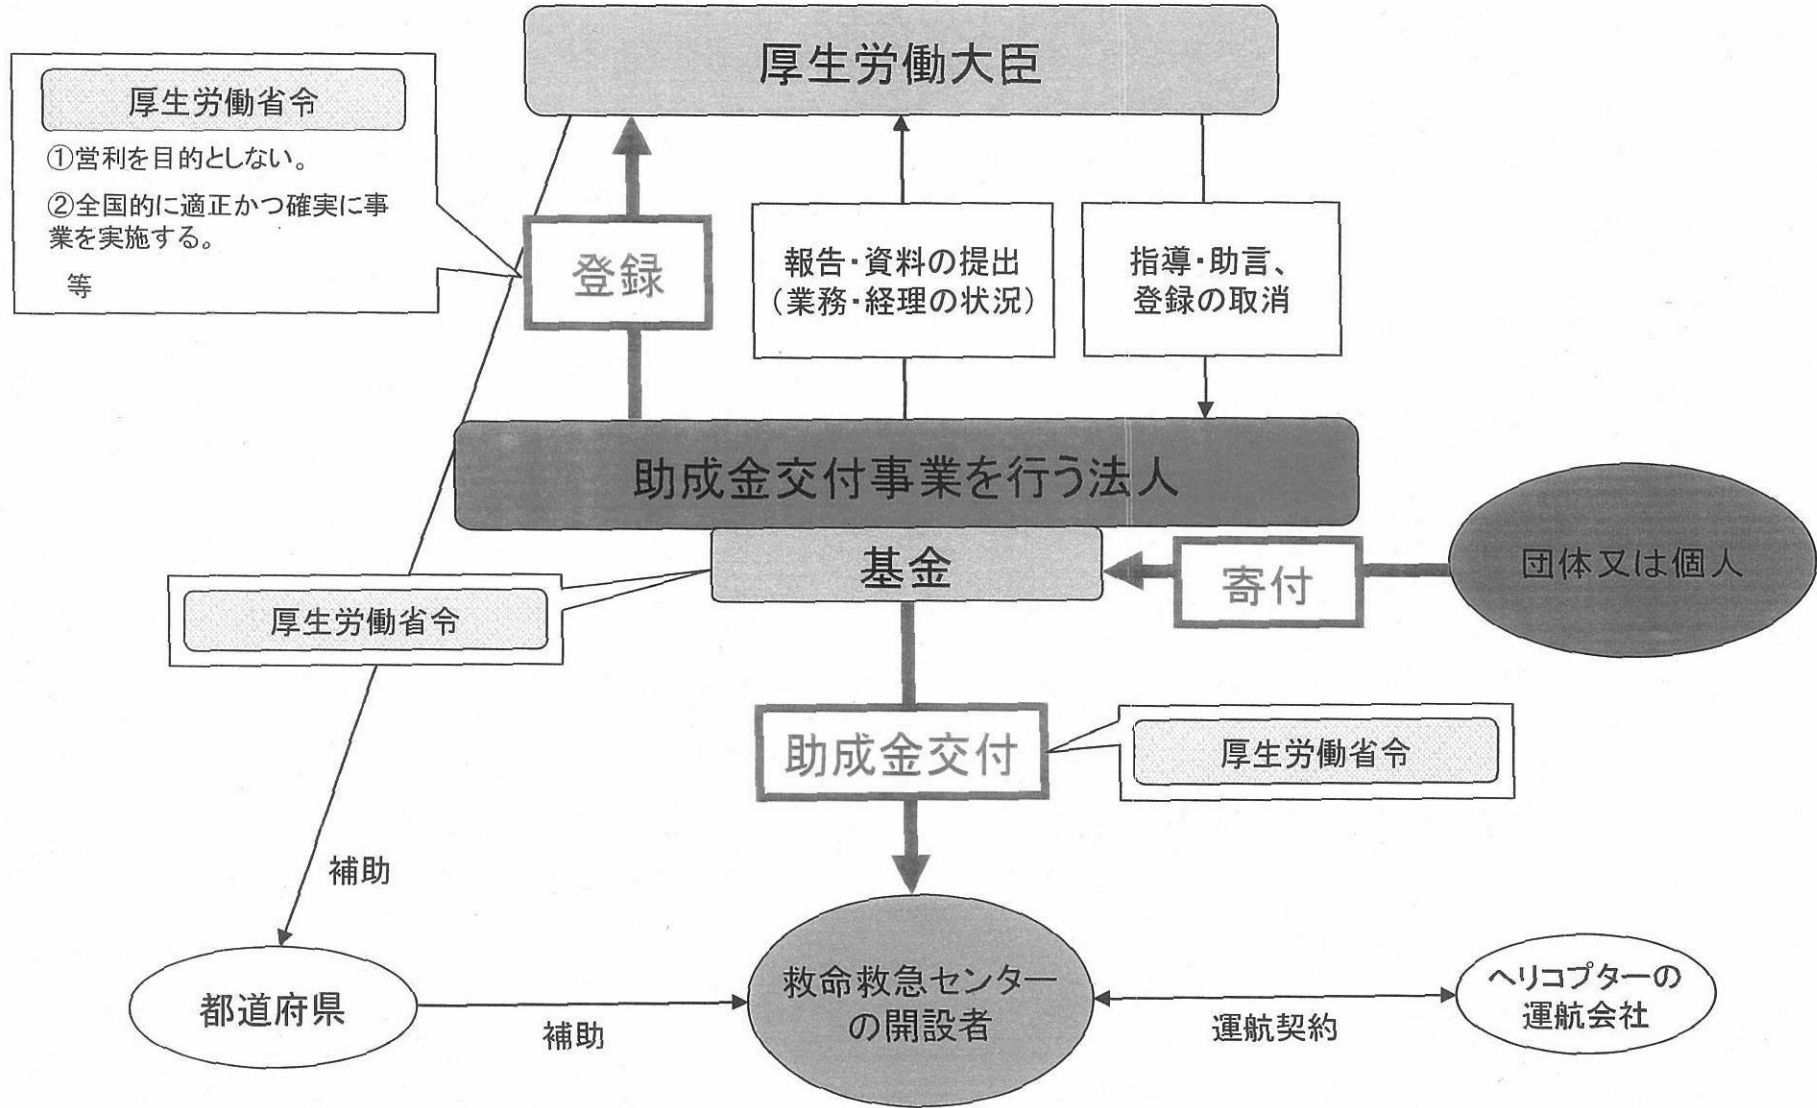 厚生労働大臣
厚生労働省令
①営利を目的としない。
②全国的に適正かつ確実に事
業を実施する。
等
登録
報告・資料の提出
（業務・経理の状況）
指導・助言、
登録の取消
助成金交付事業を行う法人
基金
寄付
団体又は個人
厚生労働省令
助成金交付
厚生労働省令
補助
都道府県
補助
救命救急センター
の開設者
運航契約
ヘリコプターの
運航会社